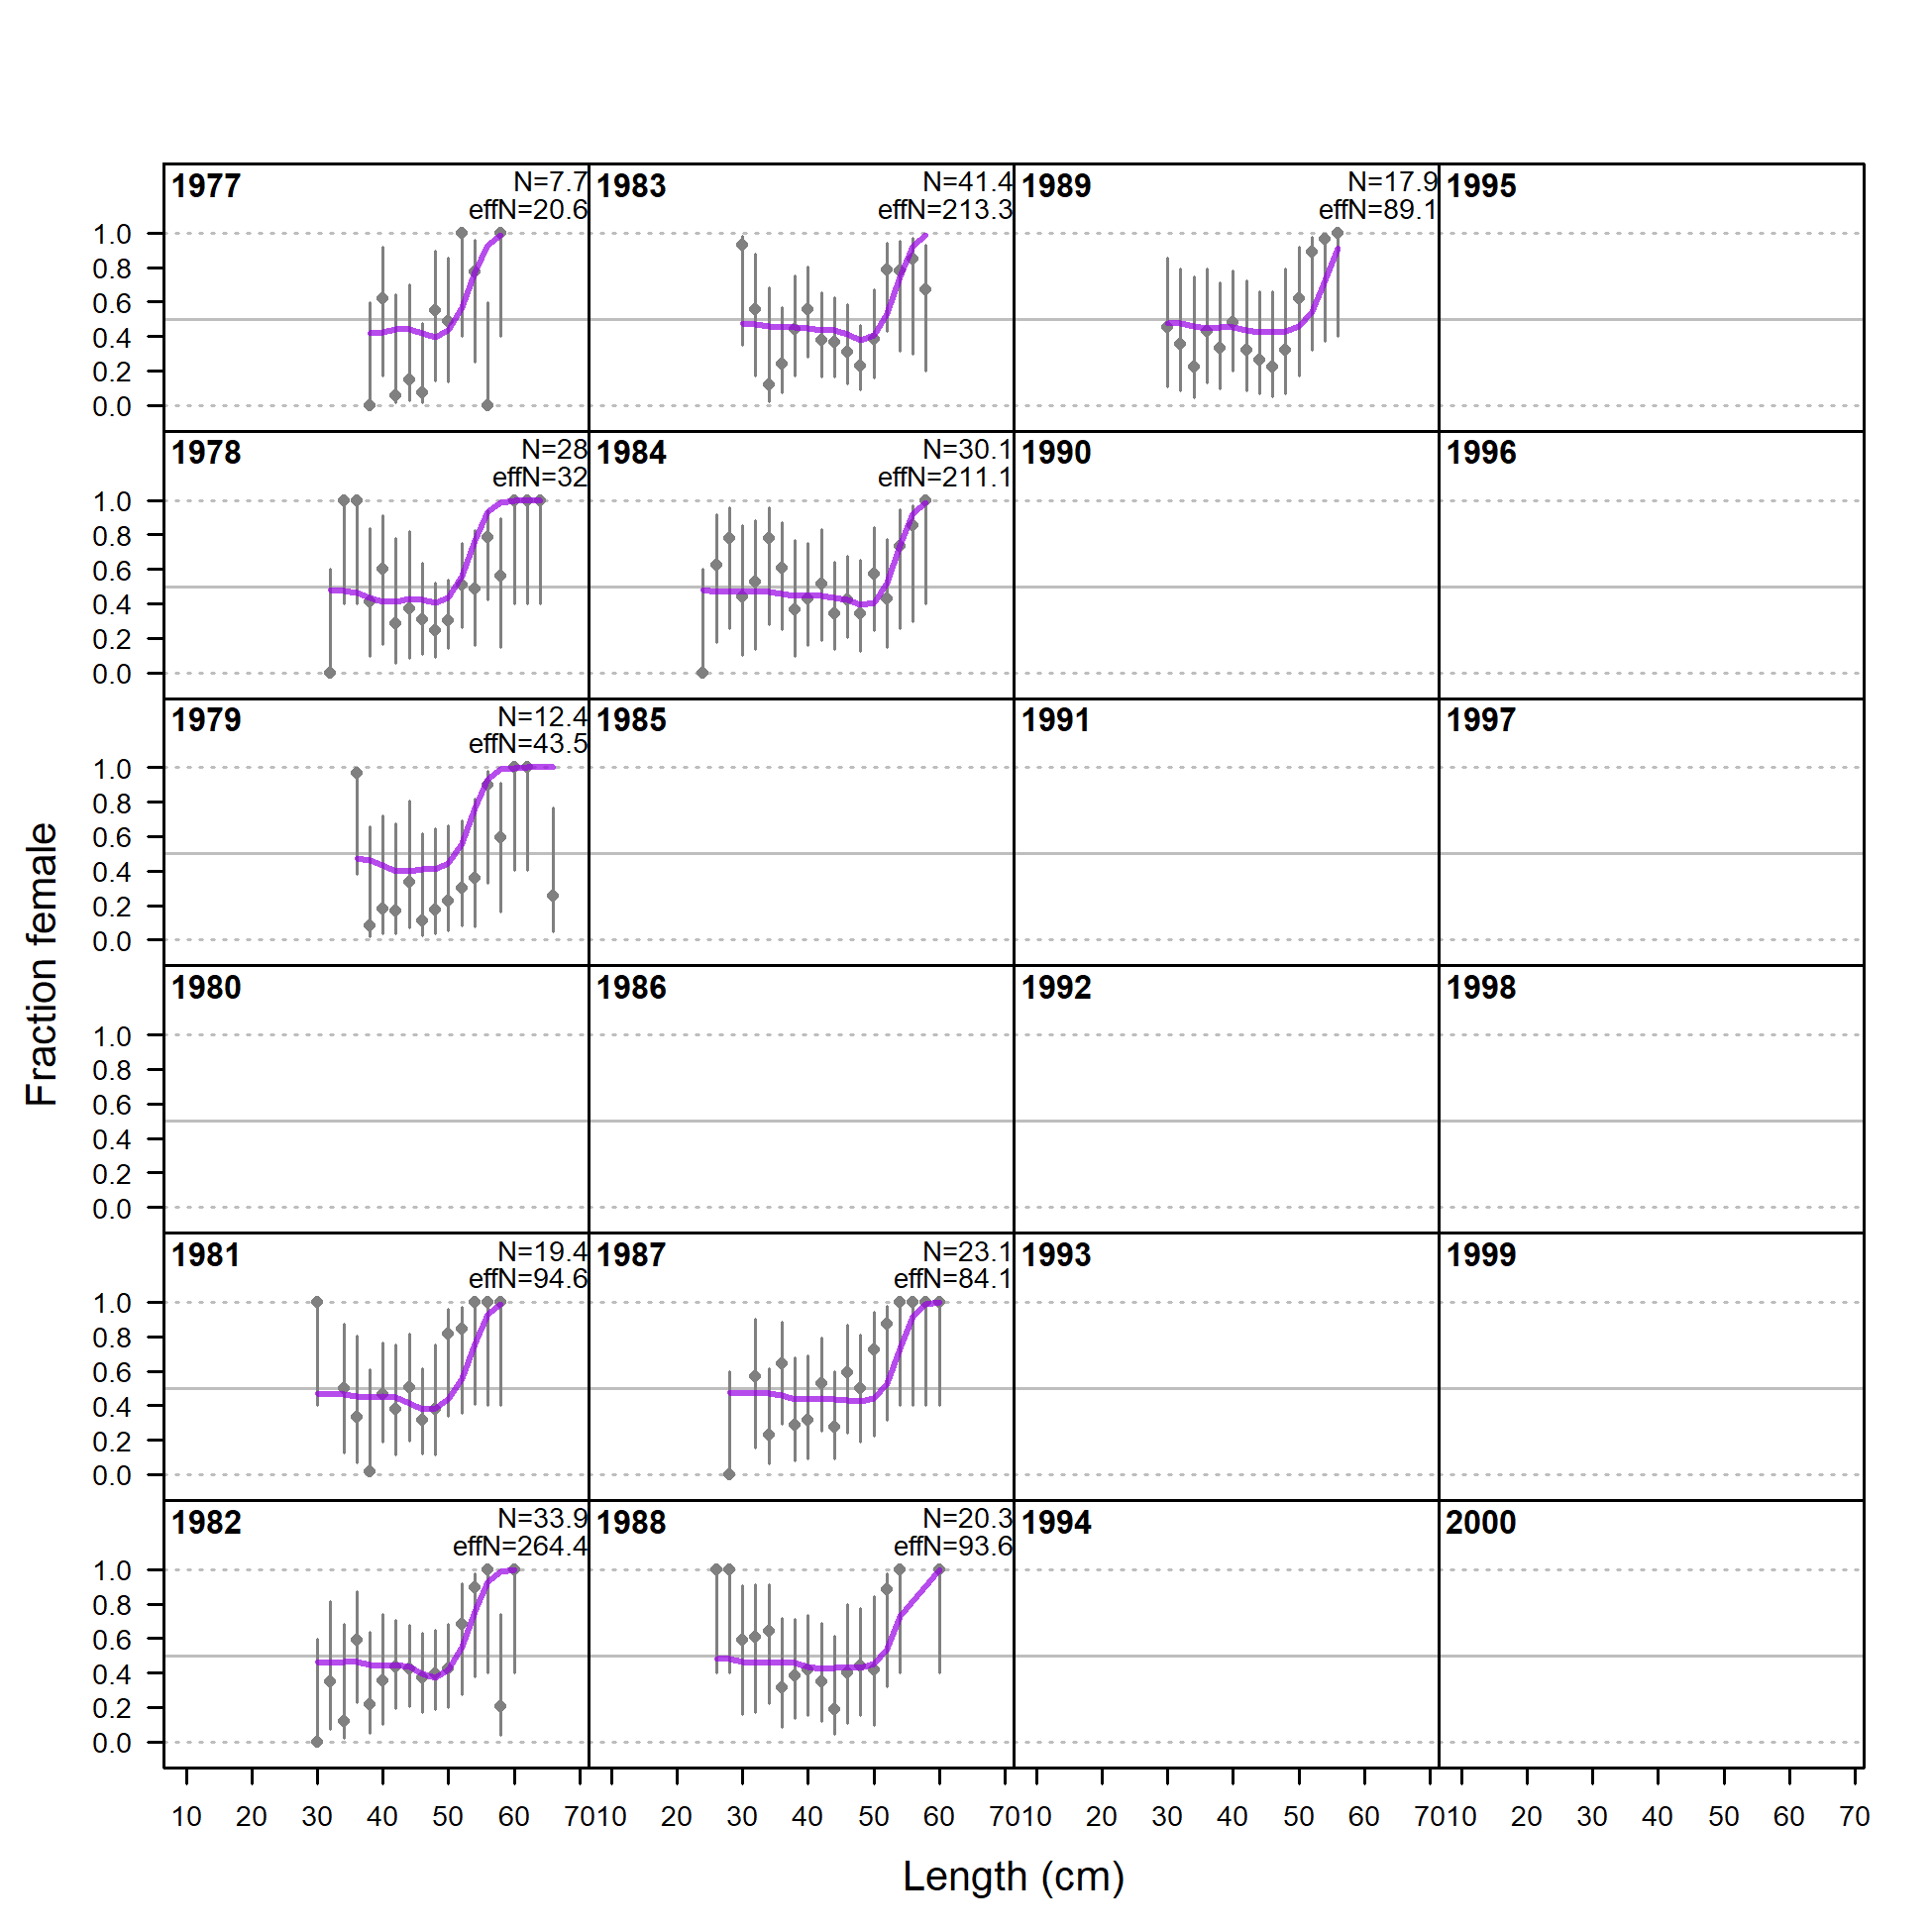 1977 N=7.7 1983 N=41.4 1989 N=17.9 1995
effN=20.6 effN=213.3 effN=89.1
1.0
0.8
0.6
0.4
0.2
0.0
1978 N=28 1984 N=30.1 1990 1996
effN=32 effN=211.1
1.0
0.8
0.6
0.4
0.2
0.0
1979 N=12.4 1985 1991 1997
effN=43.5
1.0
0.8
0.6
0.4
0.2
0.0
1980 1986 1992 1998
1.0
0.8
0.6
0.4
0.2
0.0
1981 N=19.4 1987 N=23.1 1993 1999
effN=94.6 effN=84.1
1.0
0.8
0.6
0.4
0.2
0.0
1982 N=33.9 1988 N=20.3 1994 2000
effN=264.4 effN=93.6
1.0
0.8
0.6
0.4
0.2
0.0
10 20 30 40 50 60 70 10 20 30 40 50 60 70 10 20 30 40 50 60 70 10 20 30 40 50 60 70
Length (cm)
Fraction female